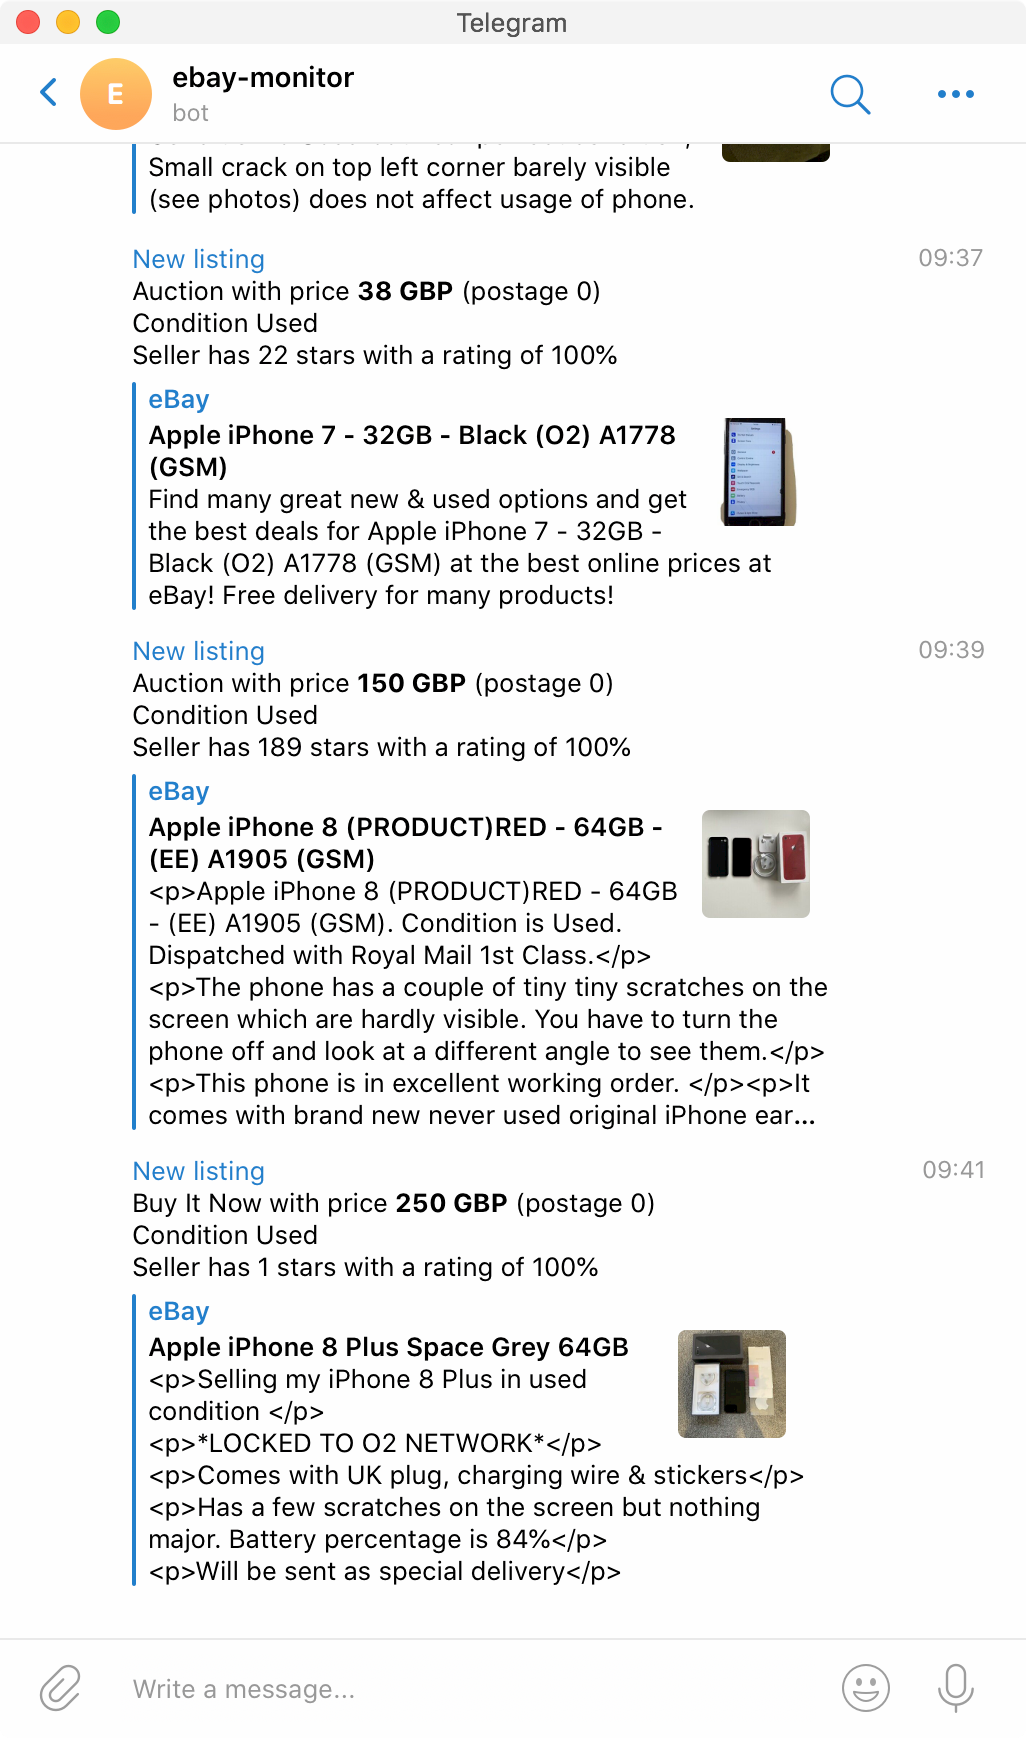 Telegram
E
ebay-monitor
bot
Small crack on top left corner barely visible
(see photos) does not affect usage of phone.
New listing
09:37
Auction with price 38 GBP (postage 0)
Condition Used
Seller has 22 stars with a rating of 100%
eBay
Apple iPhone 7 - 32GB - Black (O2) A1778
(GSM)
Find many great new & used options and get
the best deals for Apple iPhone 7 - 32GB -
Black (O2) A1778 (GSM) at the best online prices at
eBay! Free delivery for many products!
New listing
09:39
Auction with price 150 GBP (postage 0)
Condition Used
Seller has 189 stars with a rating of 100%
eBay
Apple iPhone 8 (PRODUCT)RED - 64GB -
(EE) A1905 (GSM)
<p>Apple iPhone 8 (PRODUCT)RED - 64GB
- (EE) A1905 (GSM). Condition is Used.
Dispatched with Royal Mail 1st Class.</p>
<p>The phone has a couple of tiny tiny scratches on the
screen which are hardly visible. You have to turn the
phone off and look at a different angle to see them.</p>
<p>This phone is in excellent working order. </p><p>It
comes with brand new never used original iPhone ear...
New listing
09:41
Buy It Now with price 250 GBP (postage 0)
Condition Used
Seller has 1 stars with a rating of 100%
eBay
Apple iPhone 8 Plus Space Grey 64GB
<p>Selling my iPhone 8 Plus in used
condition </p>
<p>*LOCKED TO O2 NETWORK*</p>
<p>Comes with UK plug, charging wire & stickers</p>
<p>Has a few scratches on the screen but nothing
major. Battery percentage is 84%</p>
<p>Will be sent as special delivery</p>
Write a message...